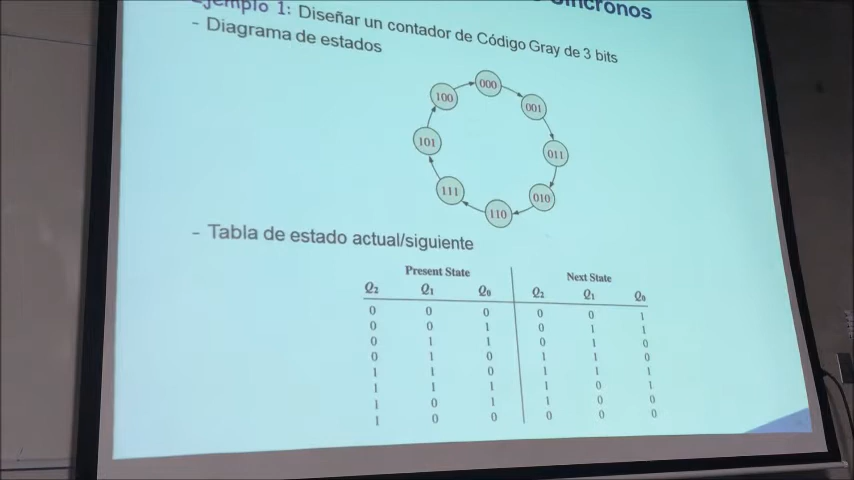 Síncronos
Ejemplo 1: Diseñar un contador de Código Gray de 3 bits
- Diagrama de estados
000
100
001
101
011
111
010
110
- Tabla de estado actual/siguiente
Present State Next State
Q2 Q1 Q0 Q2 Q1 Q0
0 0 0 0 0 1
0 0 1 0 1 1
0 1 1 0 1 0
0 1 0 1 1 0
1 1 0 1 1 1
1 1 1 1 0 1
1 0 1 1 0 0
1 0 0 0 0 0